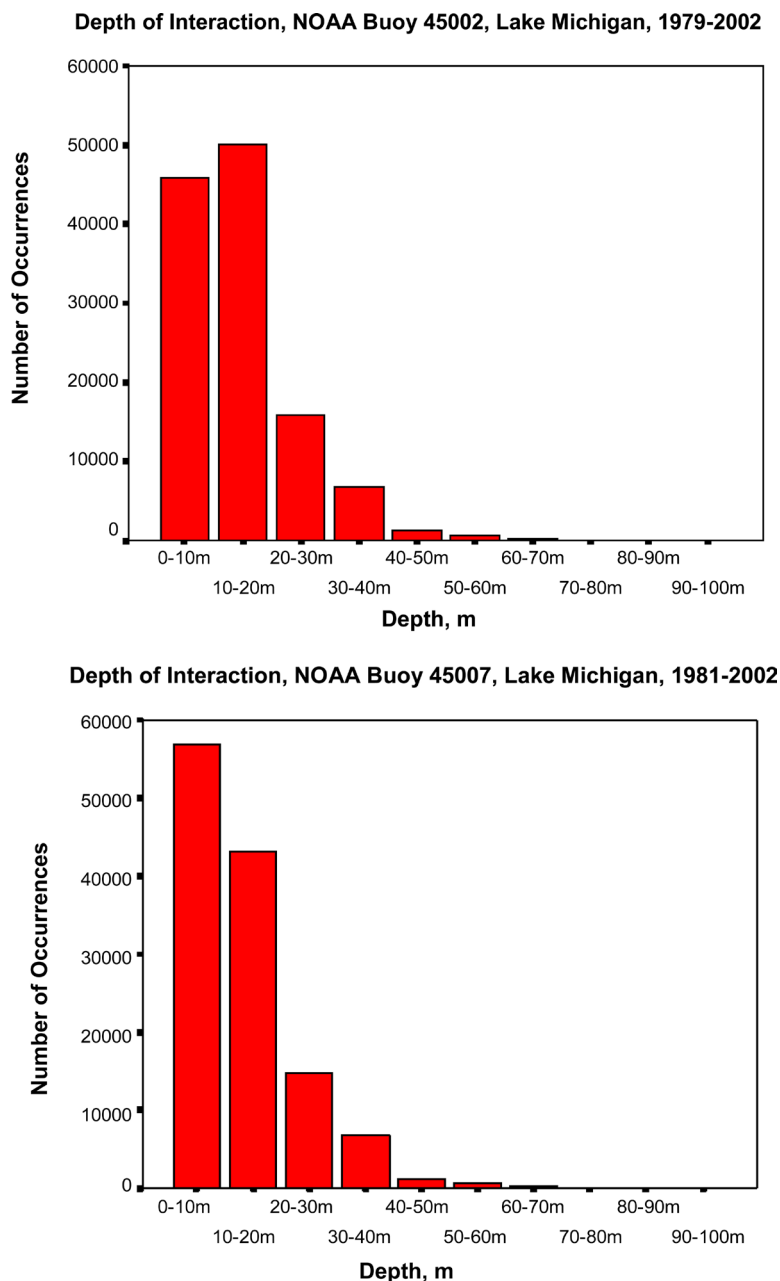 Depth of Interaction, NOAA Buoy 45002, Lake Michigan, 1979-2002
60000
50000
40000
30000
20000
10000
0
Number of Occurrences
0-10m
20-30m
40-50m
60-70m
80-90m
10-20m
30-40m
50-60m
70-80m
90-100m
Depth, m
Depth of Interaction, NOAA Buoy 45007, Lake Michigan, 1981-2002
60000
50000
40000
30000
20000
10000
0
Number of Occurrences
0-10m
20-30m
40-50m
60-70m
80-90m
10-20m
30-40m
50-60m
70-80m
90-100m
Depth, m